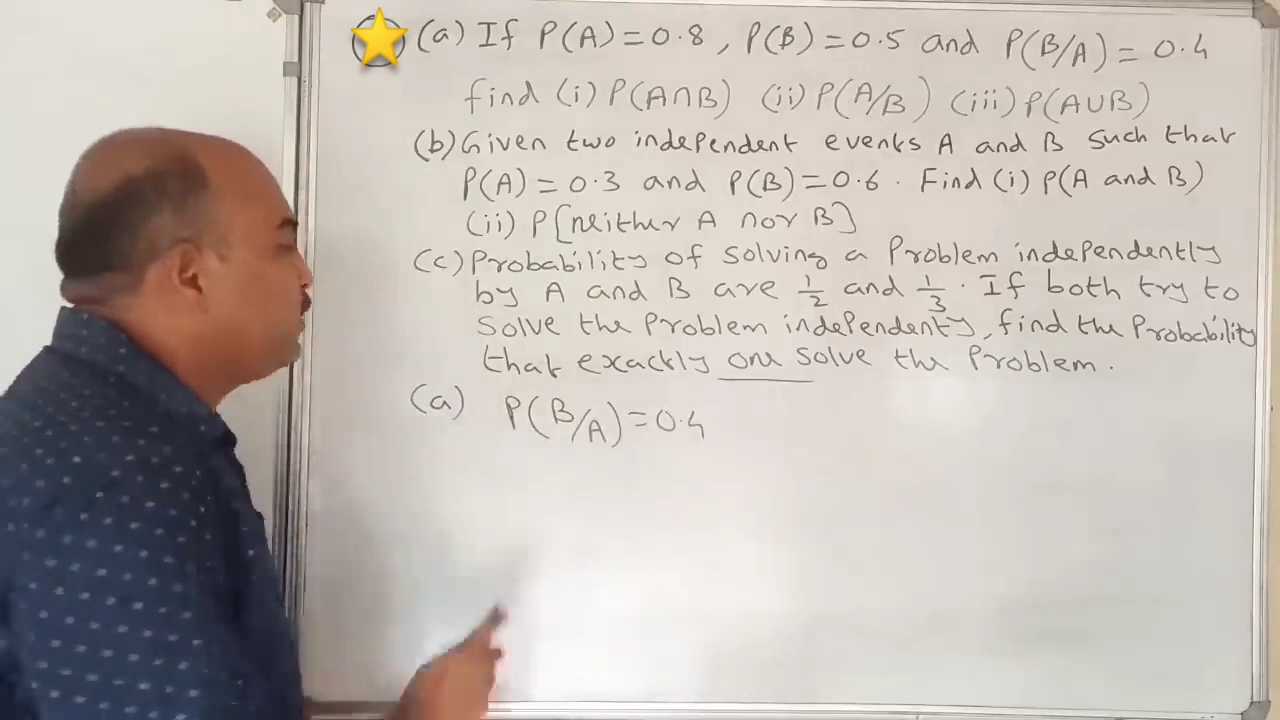 (a) If P(A) = 0.8 , P(B) = 0.5 and P(B/A) = 0.4
find (i) P(A∩B) (ii) P(A/B) (iii) P(A∪B)
(b) Given two independent events A and B such that
P(A) = 0.3 and P(B) = 0.6 . Find (i) P(A and B)
(ii) P[neither A nor B]
(c) Probability of solving a Problem independently
by A and B are 1/2 and 1/3 . If both try to
solve the Problem independenty, find the Probability
that exackly one solve the Problem .
(a) P(B/A) = 0.4